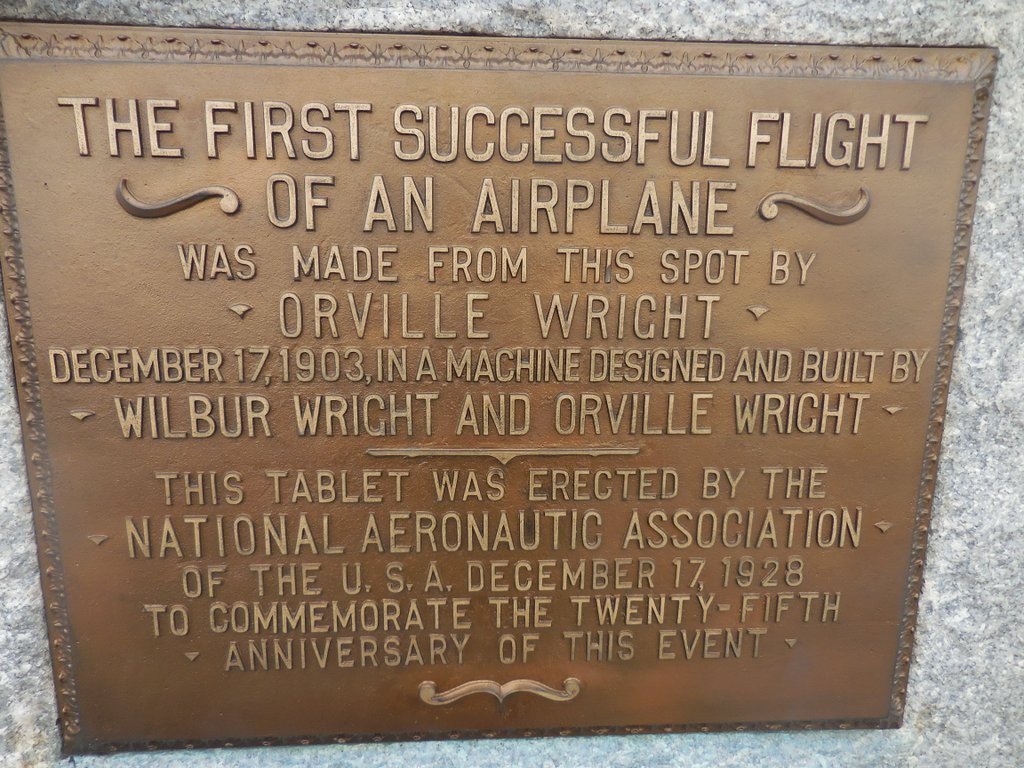 THE FIRST SUCCESSFUL FLIGHT
OF AN AIRPLANE
WAS MADE FROM THIS SPOT BY
ORVILLE WRIGHT
DECEMBER 17, 1903, IN A MACHINE DESIGNED AND BUILT BY
WILBUR WRIGHT AND ORVILLE WRIGHT
THIS TABLET WAS ERECTED BY THE
NATIONAL AERONAUTIC ASSOCIATION
OF THE U. S. A. DECEMBER 17, 1928
TO COMMEMORATE THE TWENTY-FIFTH
ANNIVERSARY OF THIS EVENT